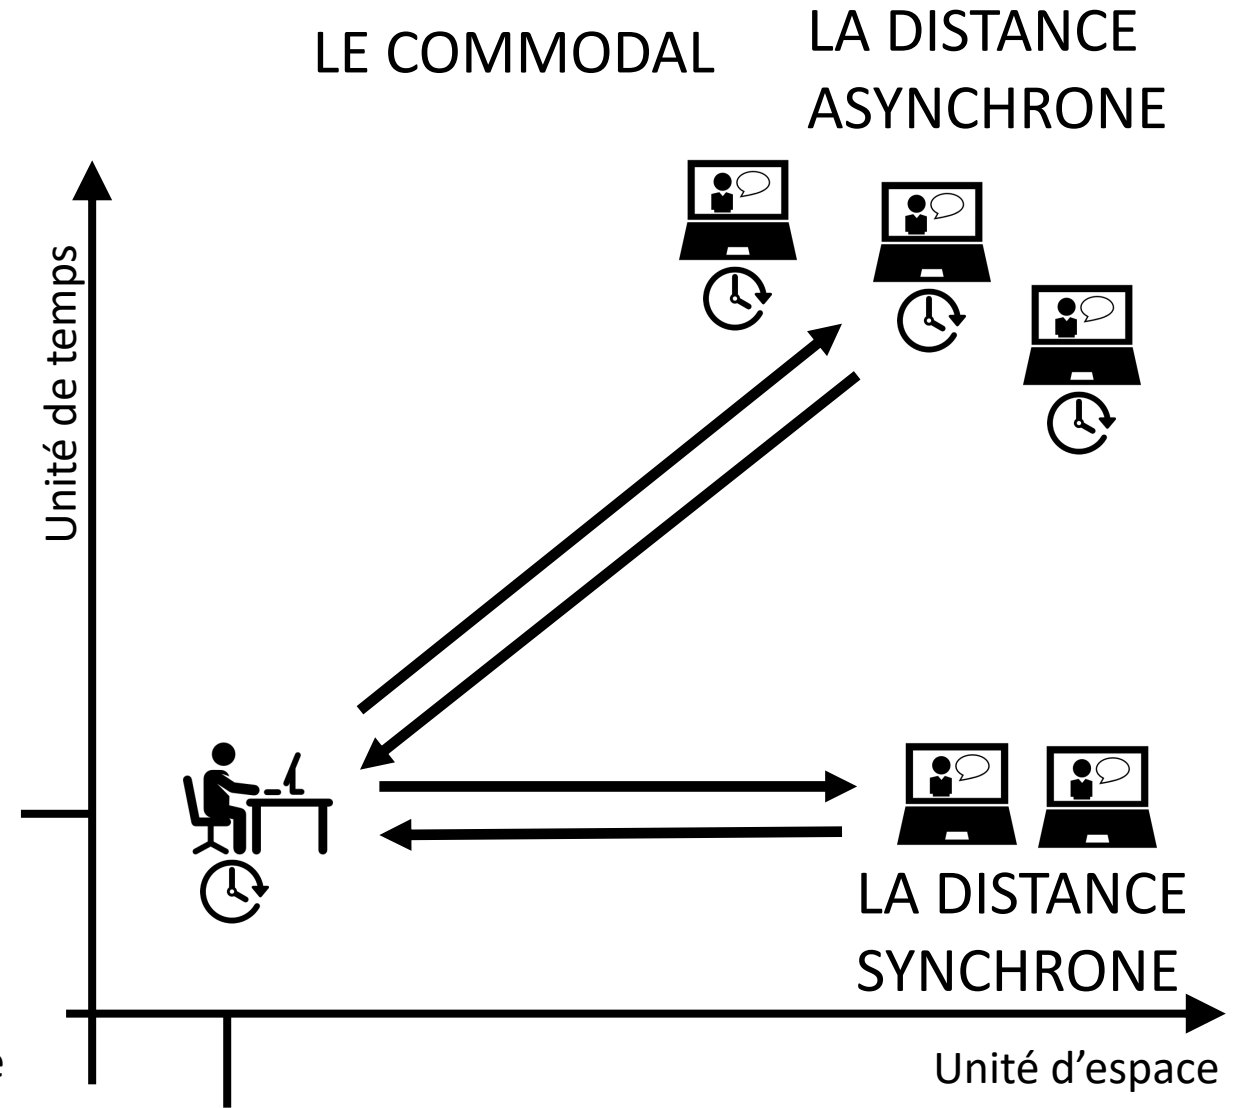 LE COMMODAL
LA DISTANCE
ASYNCHRONE
Unité de temps
LA DISTANCE
SYNCHRONE
Unité d'espace